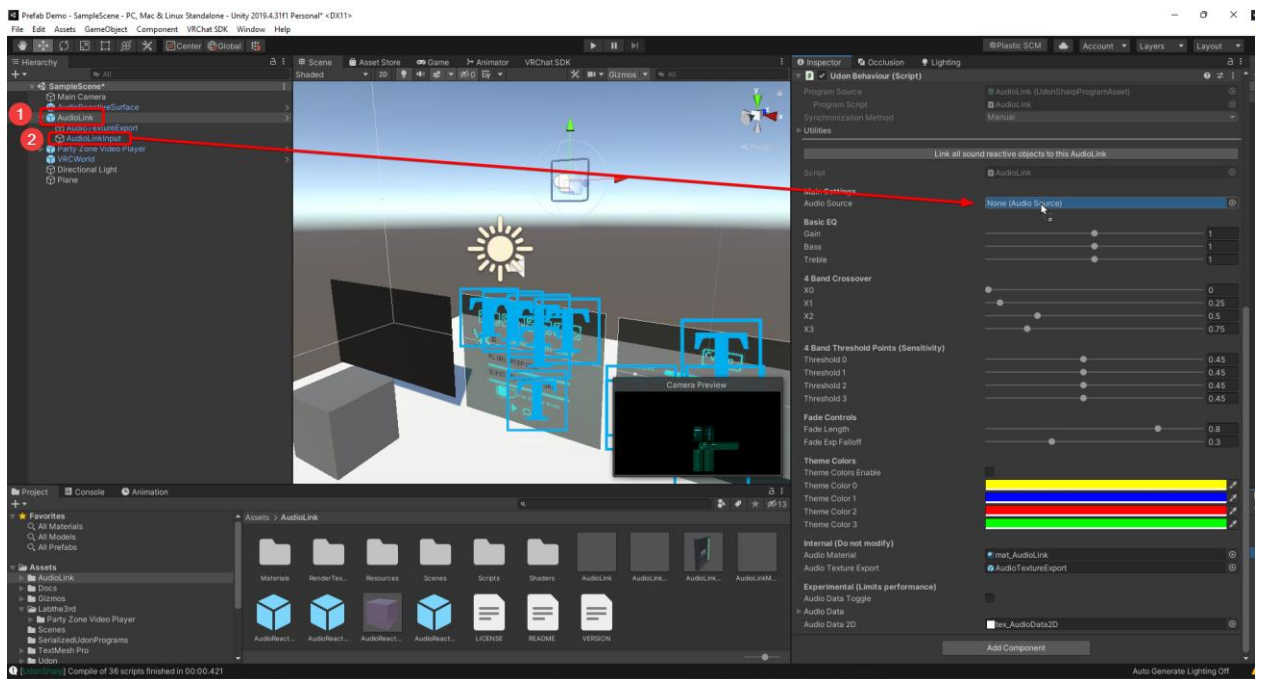 Prefab Demo - SampleScene - PC, Mac & Linux Standalone - Unity 2019.4.31f1 Personal* <DX11>
File Edit Assets GameObject Component VRChat SDK Window Help
Center Global
Plastic SCM Account Layers Layout
Hierarchy
All
SampleScene*
Main Camera
AudioReactiveSurface
1 AudioLink
AudioTextureExport
2 AudioLinkInput
Party Zone Video Player
VRCWorld
Directional Light
Plane
Scene Asset Store Game Animator VRChat SDK
Shaded 2D 0 Gizmos All
y
Persp
T T
Camera Preview
Inspector Occlusion Lighting
Udon Behaviour (Script)
Program Source AudioLink (UdonSharpProgramAsset)
Program Script AudioLink
Synchronization Method Manual
Utilities
Link all sound reactive objects to this AudioLink
Script AudioLink
Main Settings
Audio Source None (Audio Source)
Basic EQ
Gain 1
Bass 1
Treble 1
4 Band Crossover
X0 0
X1 0.25
X2 0.5
X3 0.75
4 Band Threshold Points (Sensitivity)
Threshold 0 0.45
Threshold 1 0.45
Threshold 2 0.45
Threshold 3 0.45
Fade Controls
Fade Length 0.8
Fade Exp Falloff 0.3
Theme Colors
Theme Colors Enable
Theme Color 0
Theme Color 1
Theme Color 2
Theme Color 3
Internal (Do not modify)
Audio Material mat_AudioLink
Audio Texture Export AudioTextureExport
Experimental (Limits performance)
Audio Data Toggle
Audio Data
Audio Data 2D tex_AudioData2D
Add Component
Project Console Animation
13
Favorites
All Materials
All Models
All Prefabs
Assets
AudioLink
Docs
Gizmos
Labthe3rd
Party Zone Video Player
Scenes
SerializedUdonPrograms
TextMesh Pro
Udon
Assets > AudioLink
Materials RenderTex... Resources Scenes Scripts Shaders AudioLink AudioLink... AudioLink... AudioLinkM...
AudioReact... AudioReact... AudioReact... AudioReact... LICENSE README VERSION
[UdonSharp] Compile of 36 scripts finished in 00:00.421
Auto Generate Lighting Off